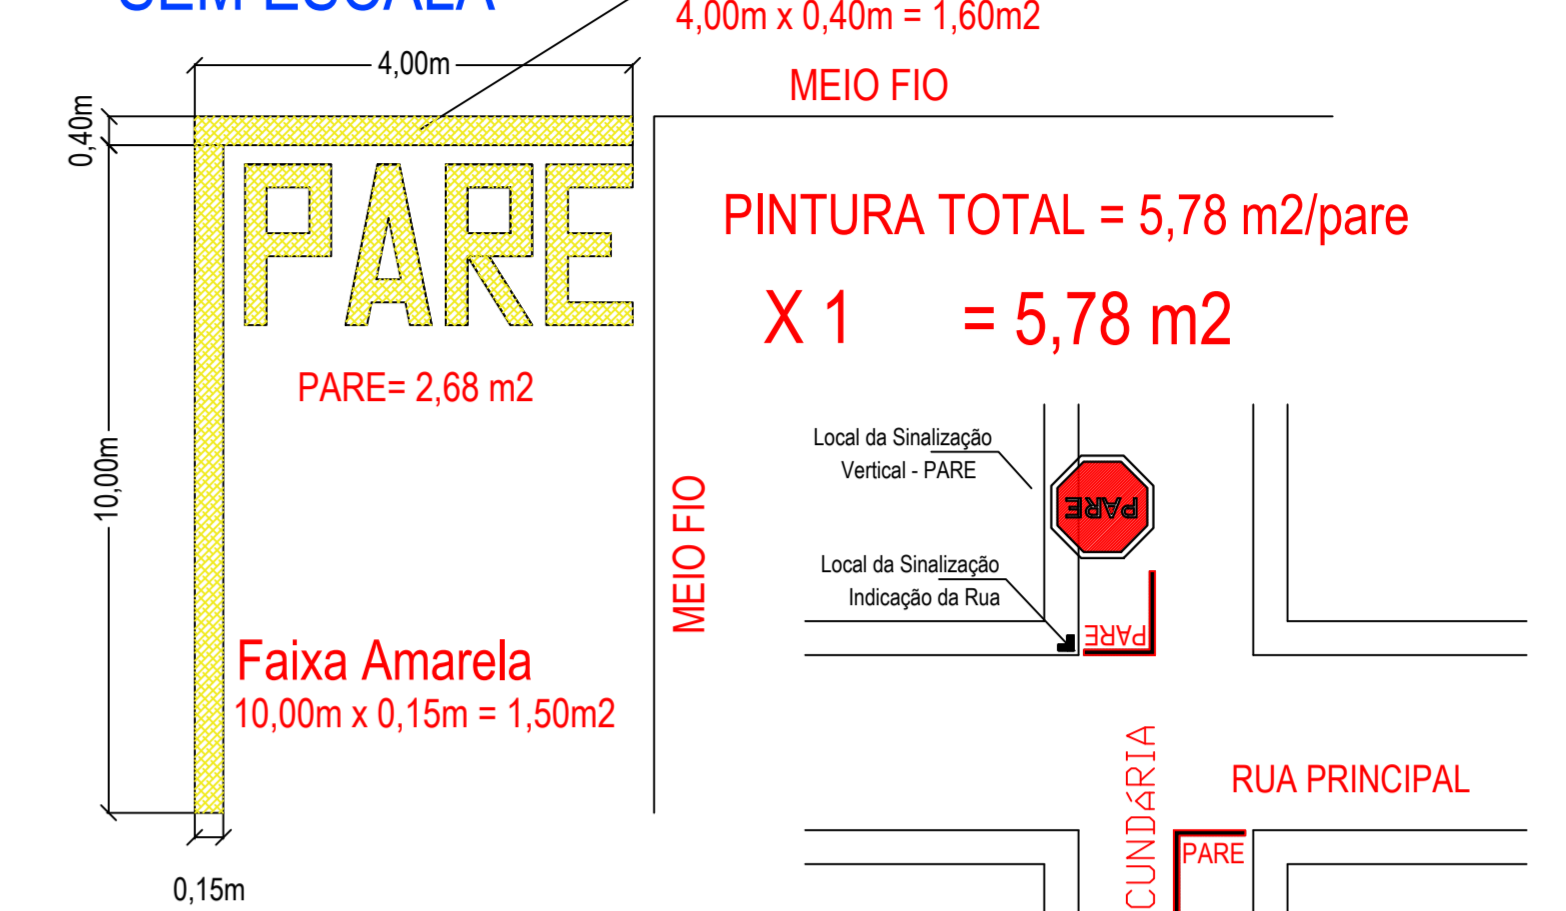 SEM ESCALA
4,00m x 0,40m = 1,60m2
4,00m
MEIO FIO
0,40m
PARE
PINTURA TOTAL = 5,78 m2/pare
X 1 = 5,78 m2
PARE= 2,68 m2
10,00m
MEIO FIO
Local da Sinalização
Vertical - PARE
PARE
Local da Sinalização
Indicação da Rua
PARE
Faixa Amarela
10,00m x 0,15m = 1,50m2
CUNDÁRIA
RUA PRINCIPAL
PARE
0,15m